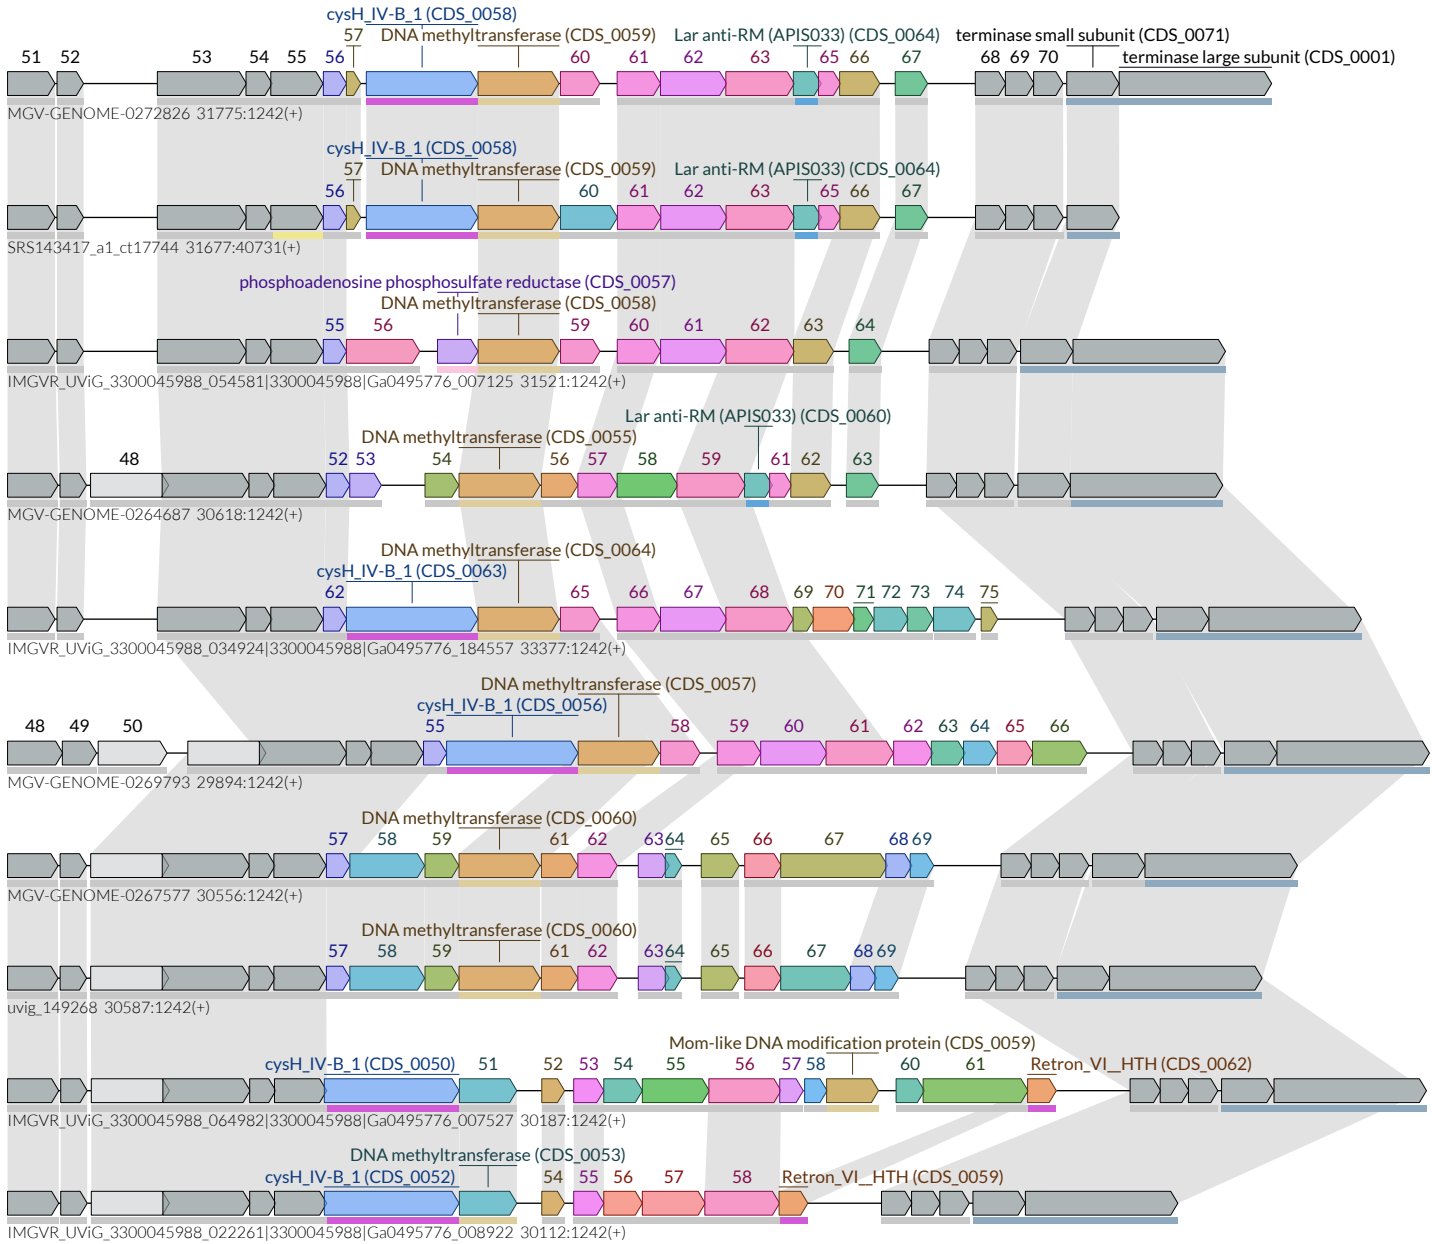 cysH_IV-B_1 (CDS_0058)
57 DNA methyltransferase (CDS_0059) Lar anti-RM (APIS033) (CDS_0064) terminase small subunit (CDS_0071)
51 52 53 54 55 56 60 61 62 63 65 66 67 68 69 70 terminase large subunit (CDS_0001)
MGV-GENOME-0272826 31775:1242(+)
cysH_IV-B_1 (CDS_0058)
57 DNA methyltransferase (CDS_0059) Lar anti-RM (APIS033) (CDS_0064)
56 60 61 62 63 65 66 67
SRS143417_a1_ct17744 31677:40731(+)
phosphoadenosine phosphosulfate reductase (CDS_0057)
DNA methyltransferase (CDS_0058)
55 56 59 60 61 62 63 64
IMGVR_UViG_3300045988_054581|3300045988|Ga0495776_007125 31521:1242(+)
Lar anti-RM (APIS033) (CDS_0060)
DNA methyltransferase (CDS_0055)
48 52 53 54 56 57 58 59 61 62 63
MGV-GENOME-0264687 30618:1242(+)
DNA methyltransferase (CDS_0064)
cysH_IV-B_1 (CDS_0063)
62 65 66 67 68 69 70 71 72 73 74 75
IMGVR_UViG_3300045988_034924|3300045988|Ga0495776_184557 33377:1242(+)
DNA methyltransferase (CDS_0057)
cysH_IV-B_1 (CDS_0056)
48 49 50 55 58 59 60 61 62 63 64 65 66
MGV-GENOME-0269793 29894:1242(+)
DNA methyltransferase (CDS_0060)
57 58 59 61 62 63 64 65 66 67 68 69
MGV-GENOME-0267577 30556:1242(+)
DNA methyltransferase (CDS_0060)
57 58 59 61 62 63 64 65 66 67 68 69
uvig_149268 30587:1242(+)
Mom-like DNA modification protein (CDS_0059)
cysH_IV-B_1 (CDS_0050) 51 52 53 54 55 56 57 58 60 61 Retron_VI__HTH (CDS_0062)
IMGVR_UViG_3300045988_064982|3300045988|Ga0495776_007527 30187:1242(+)
DNA methyltransferase (CDS_0053)
cysH_IV-B_1 (CDS_0052) 54 55 56 57 58 Retron_VI__HTH (CDS_0059)
IMGVR_UViG_3300045988_022261|3300045988|Ga0495776_008922 30112:1242(+)